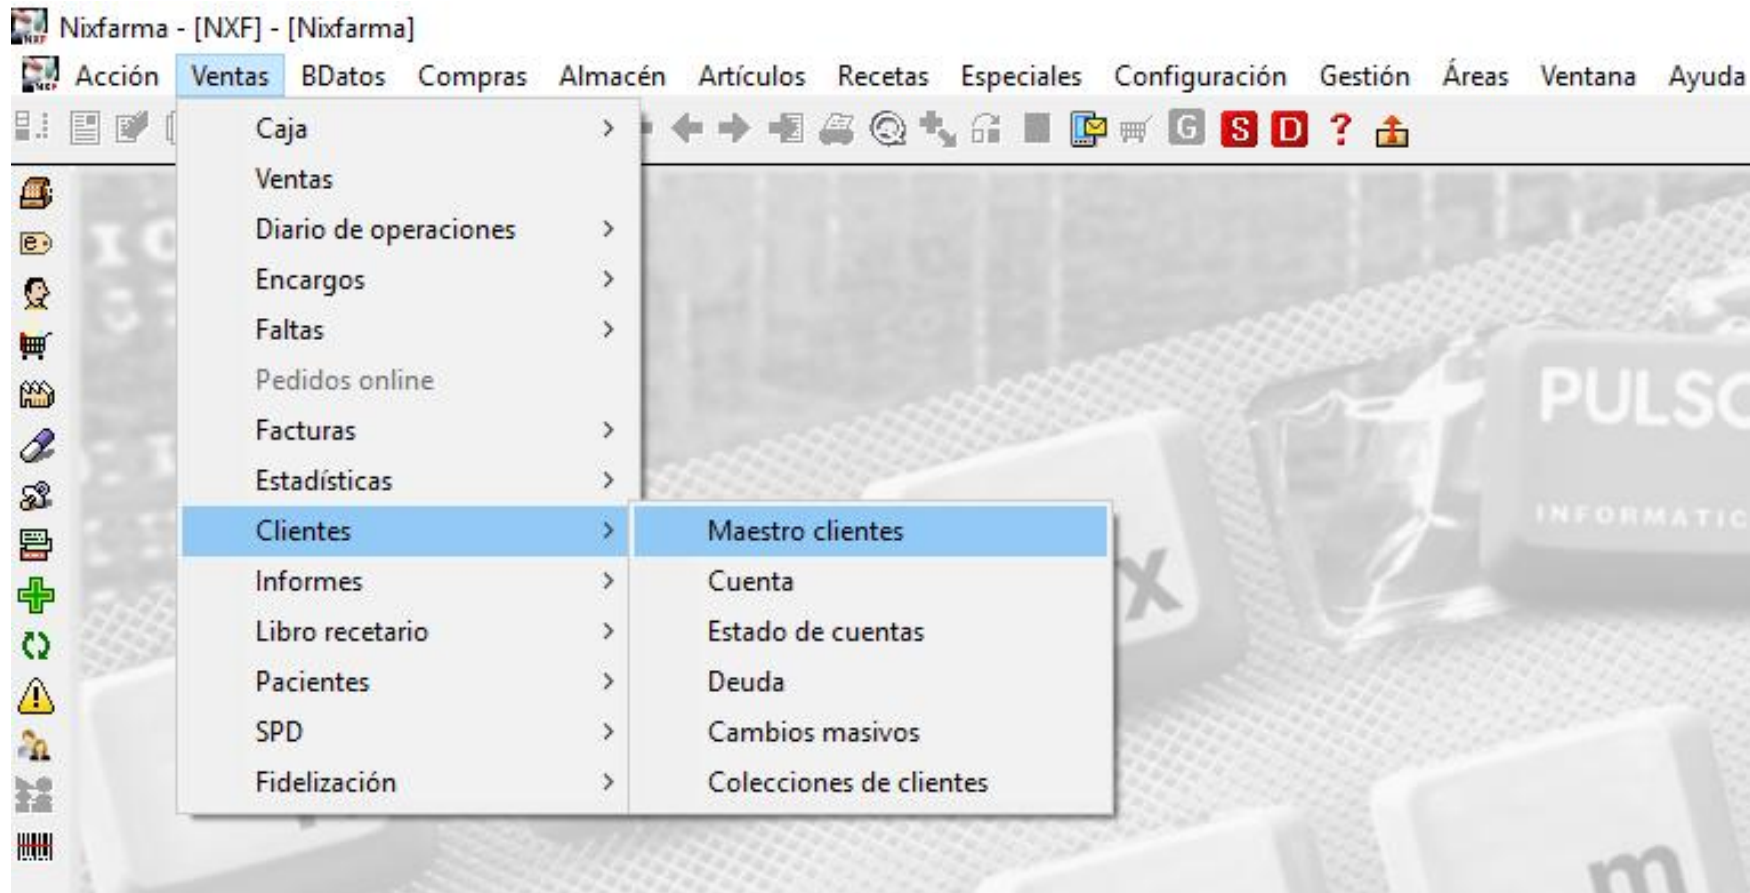 Nixfarma - [NXF] - [Nixfarma]
Acción Ventas BDatos Compras Almacén Artículos Recetas Especiales Configuración Gestión Áreas Ventana Ayuda
G S D ?
Caja
Ventas
Diario de operaciones
Encargos
Faltas
Pedidos online
Facturas
Estadísticas
Clientes
Informes
Libro recetario
Pacientes
SPD
Fidelización
Maestro clientes
Cuenta
Estado de cuentas
Deuda
Cambios masivos
Colecciones de clientes
PULSO
INFORMATIC
x
m